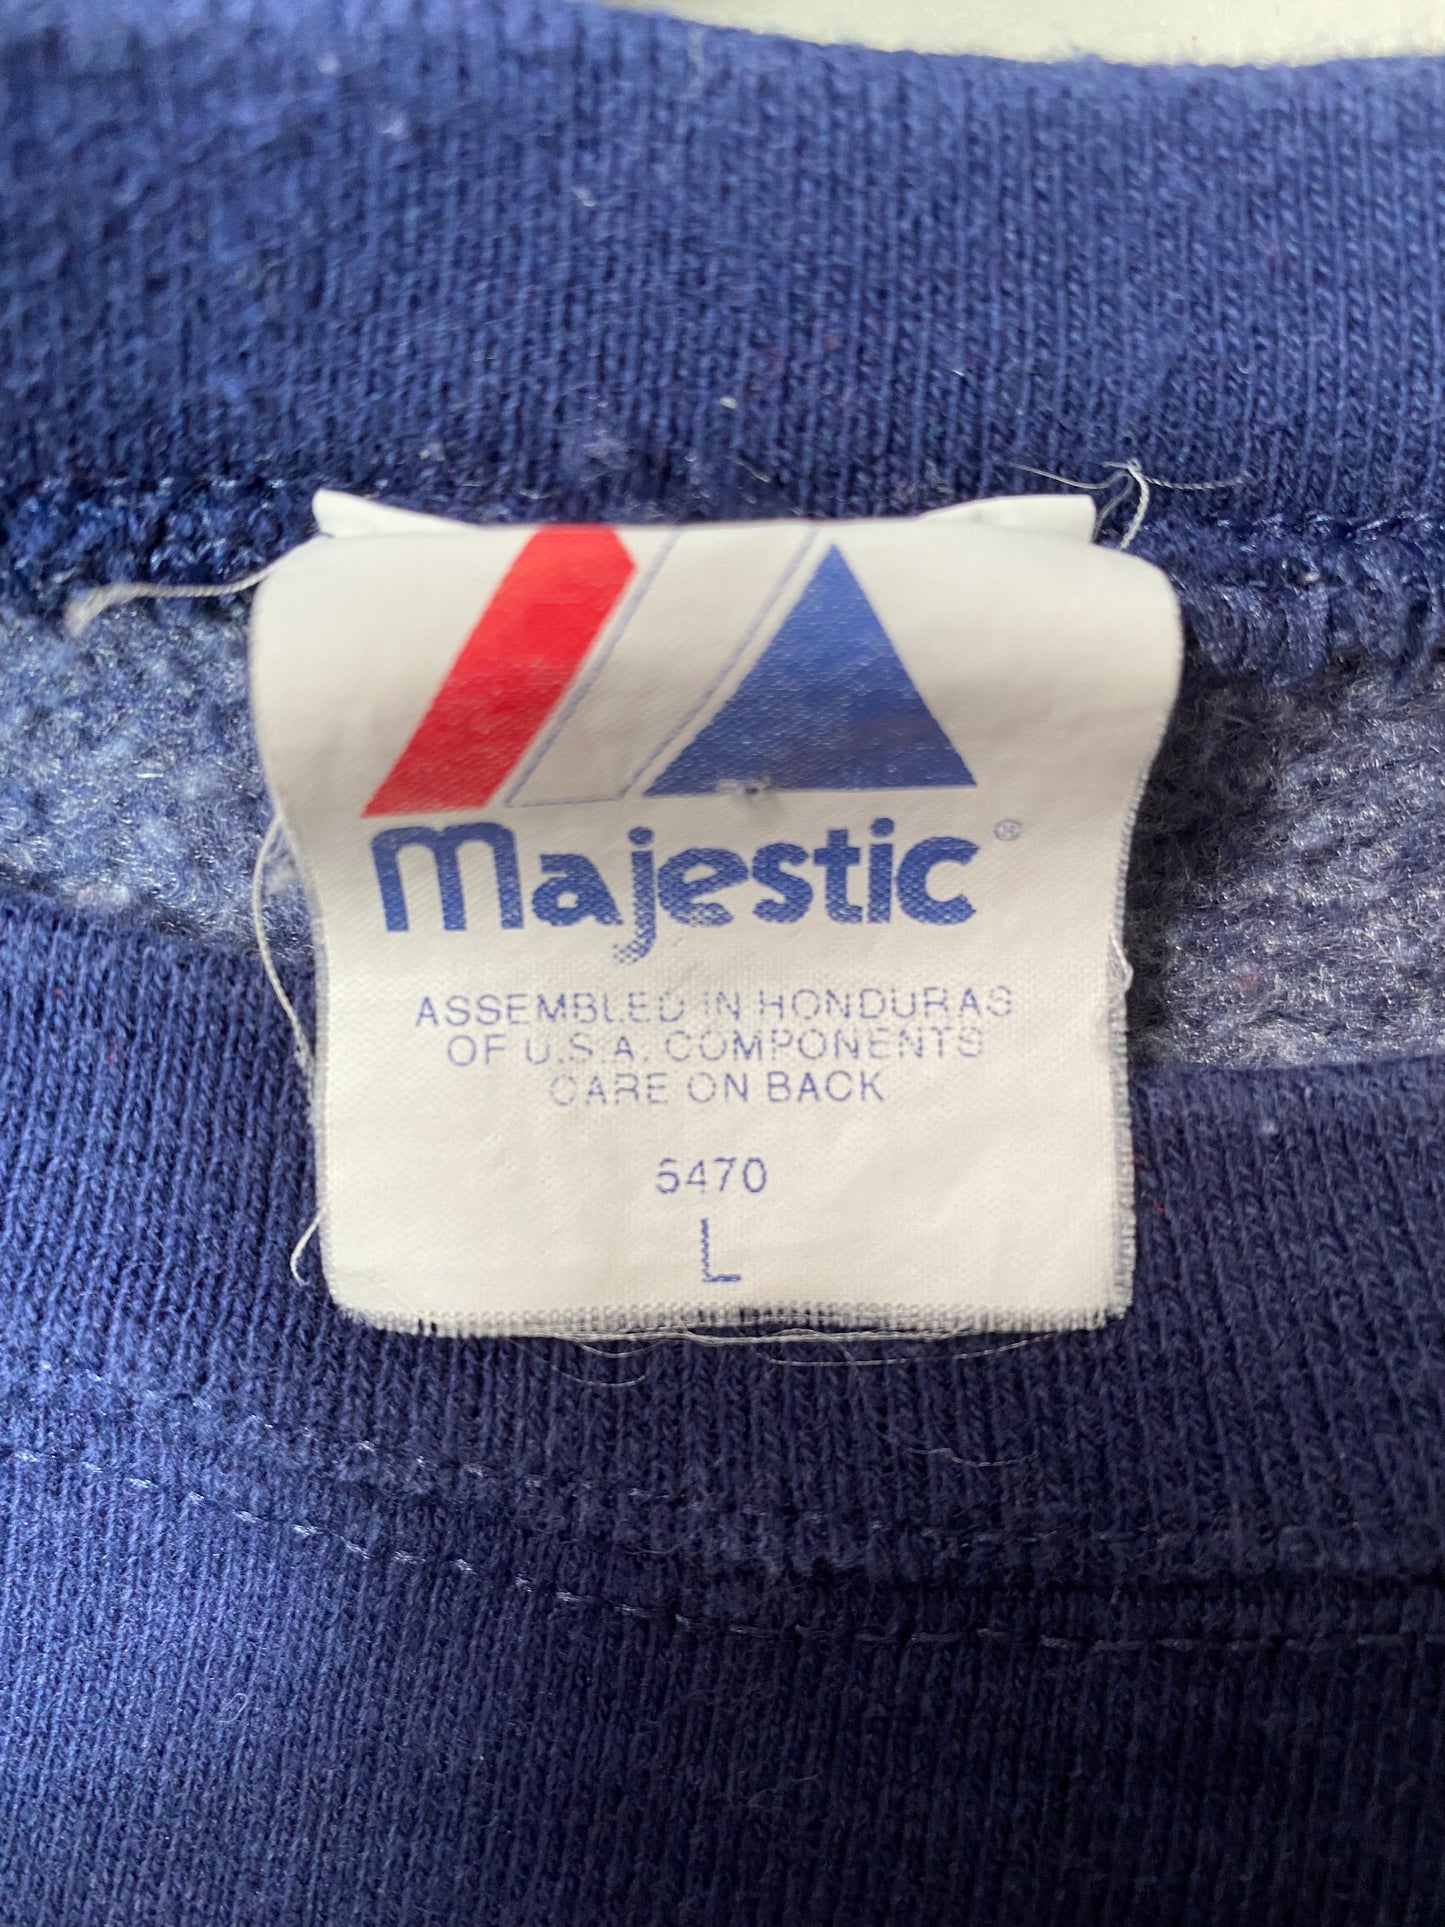 majestic®
ASSEMBLED IN HONDURAS
OF U.S.A. COMPONENTS
CARE ON BACK
5470
L